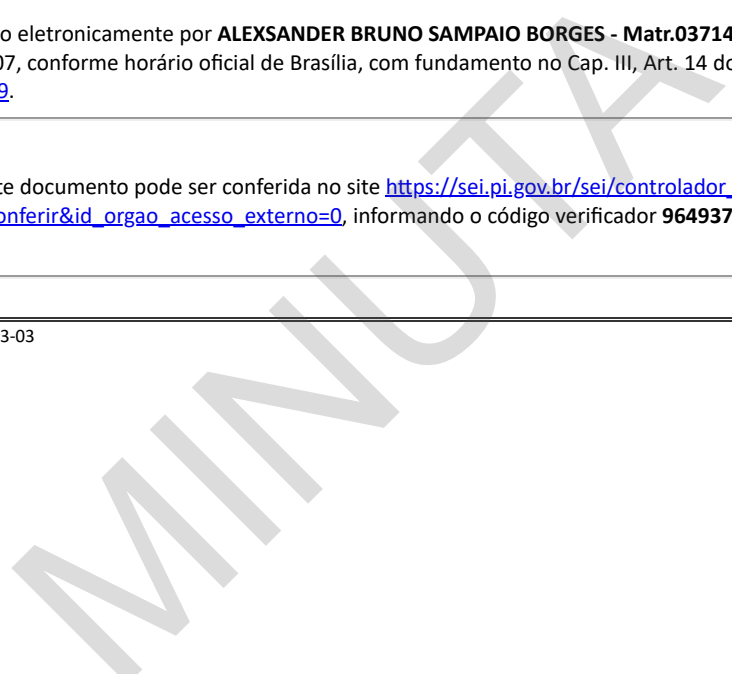 o eletronicamente por ALEXSANDER BRUNO SAMPAIO BORGES - Matr.03714
07, conforme horário oficial de Brasília, com fundamento no Cap. III, Art. 14 do
9.
te documento pode ser conferida no site https://sei.pi.gov.br/sei/controlador_
onferir&id_orgao_acesso_externo=0, informando o código verificador 964937
3-03
MINUTA